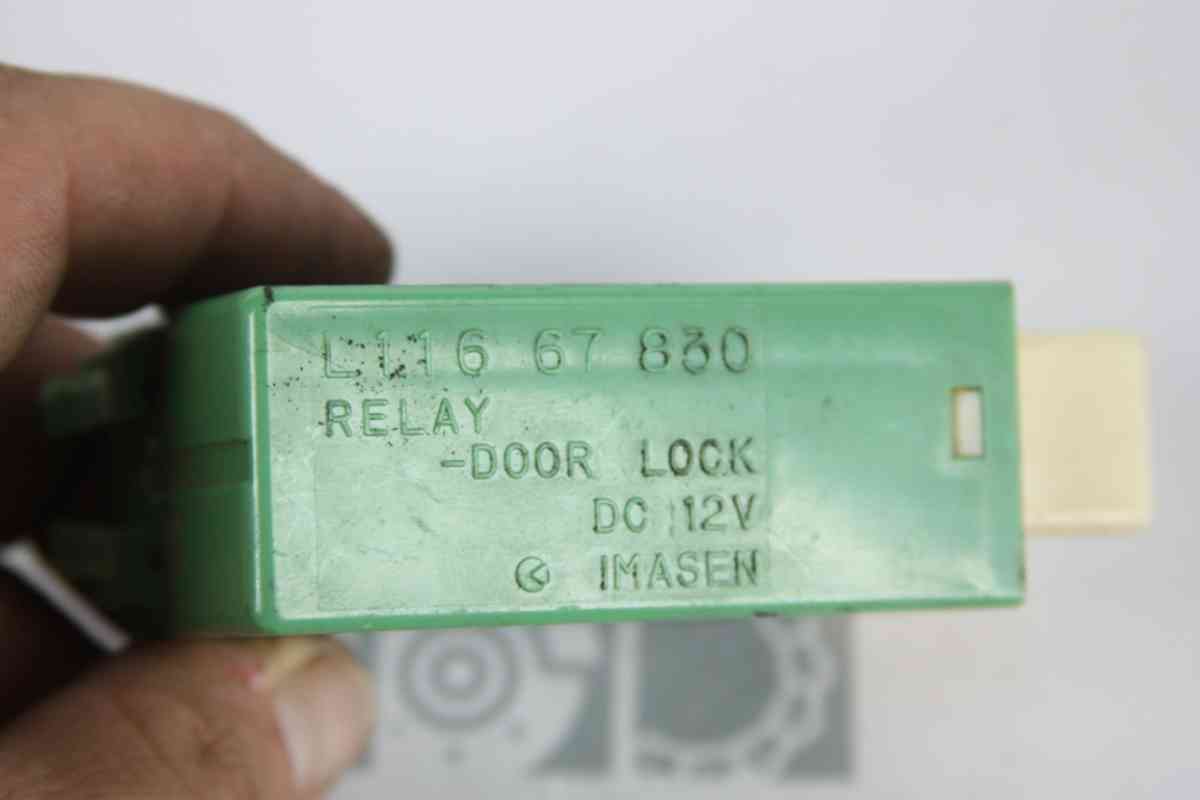 L116 67 830
RELAY
-DOOR LOCK
DC 12V
IMASEN